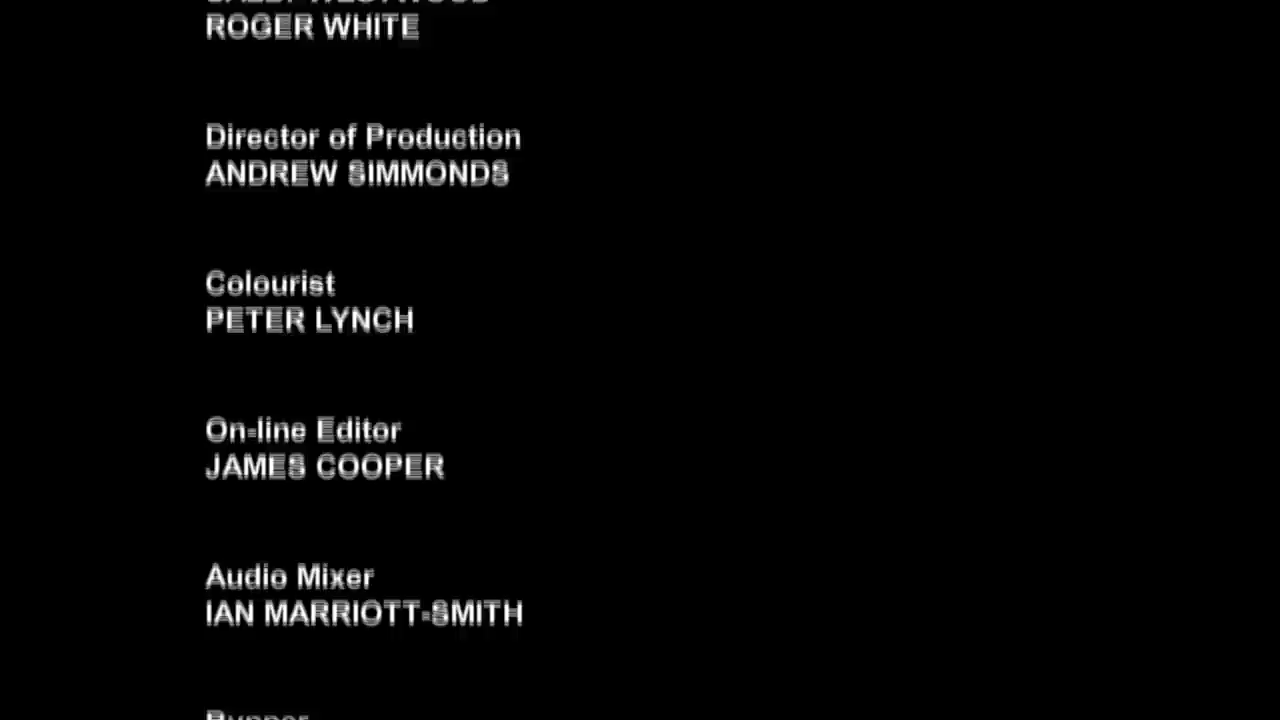 ROGER WHITE
Director of Production
ANDREW SIMMONDS
Colourist
PETER LYNCH
On-line Editor
JAMES COOPER
Audio Mixer
IAN MARRIOTT-SMITH